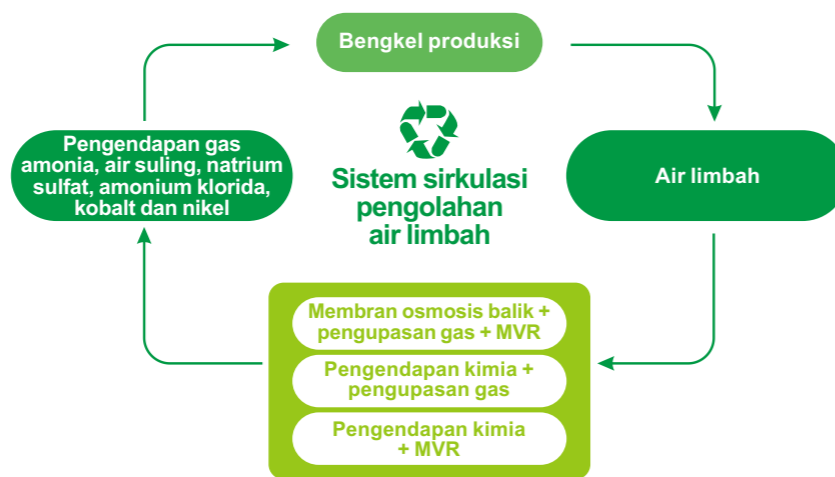 Bengkel produksi
Pengendapan gas
amonia, air suling, natrium
sulfat, amonium klorida,
kobalt dan nikel
Sistem sirkulasi
pengolahan
air limbah
Air limbah
Membran osmosis balik +
pengupasan gas + MVR
Pengendapan kimia +
pengupasan gas
Pengendapan kimia
+ MVR